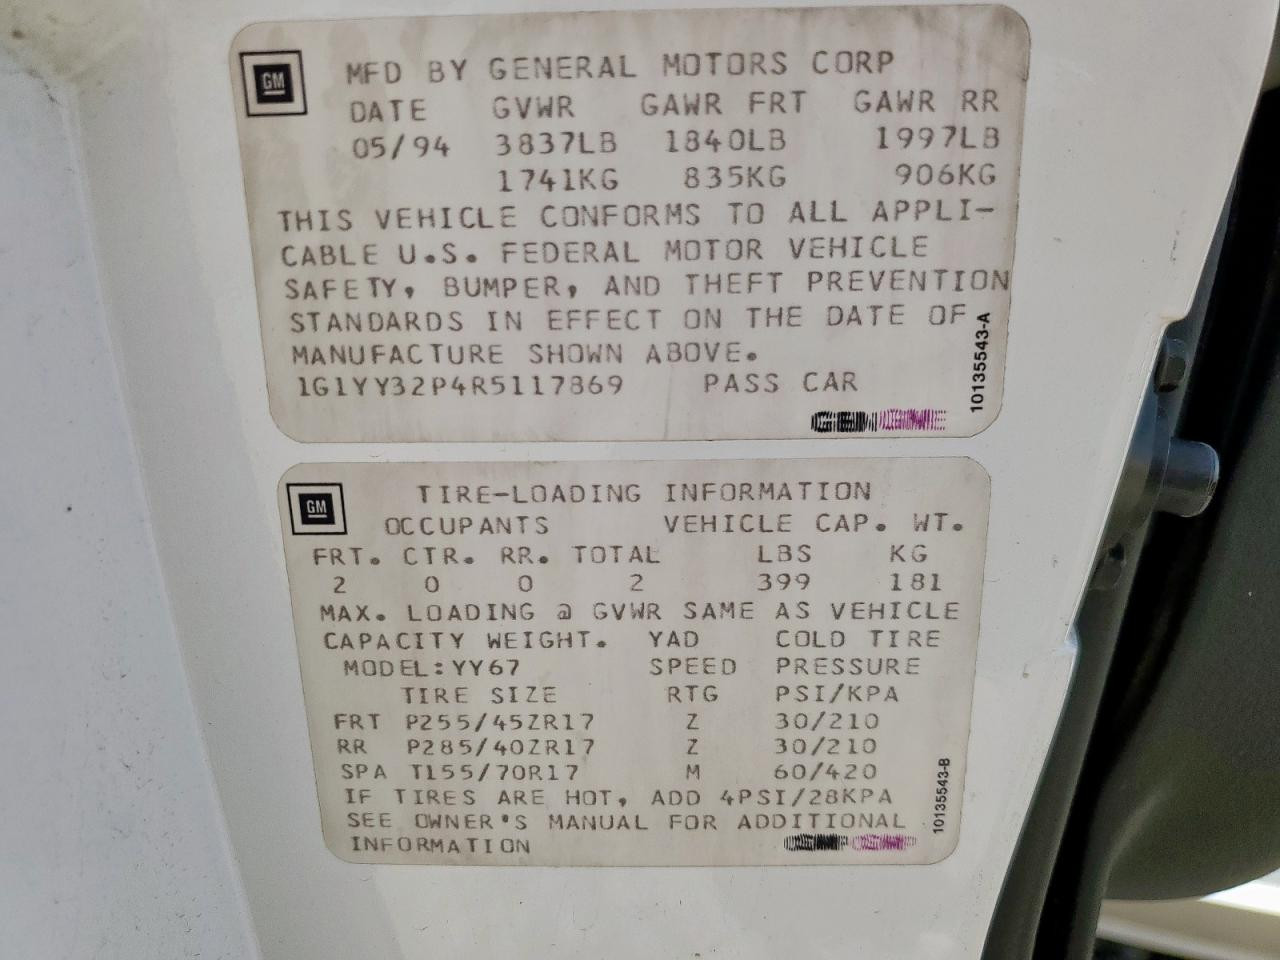 GM
MFD BY GENERAL MOTORS CORP
DATE GVWR GAWR FRT GAWR RR
05/94 3837LB 1840LB 1997LB
1741KG 835KG 906KG
THIS VEHICLE CONFORMS TO ALL APPLI-
CABLE U.S. FEDERAL MOTOR VEHICLE
SAFETY, BUMPER, AND THEFT PREVENTION
STANDARDS IN EFFECT ON THE DATE OF
MANUFACTURE SHOWN ABOVE.
1G1YY32P4R5117869 PASS CAR
10135543-A
GM
TIRE-LOADING INFORMATION
OCCUPANTS VEHICLE CAP. WT.
FRT. CTR. RR. TOTAL LBS KG
2 0 0 2 399 181
MAX. LOADING @ GVWR SAME AS VEHICLE
CAPACITY WEIGHT. YAD COLD TIRE
MODEL:YY67 SPEED PRESSURE
TIRE SIZE RTG PSI/KPA
FRT P255/45ZR17 Z 30/210
RR P285/40ZR17 Z 30/210
SPA T155/70R17 M 60/420
IF TIRES ARE HOT, ADD 4PSI/28KPA
SEE OWNER'S MANUAL FOR ADDITIONAL
INFORMATION
10135543-B